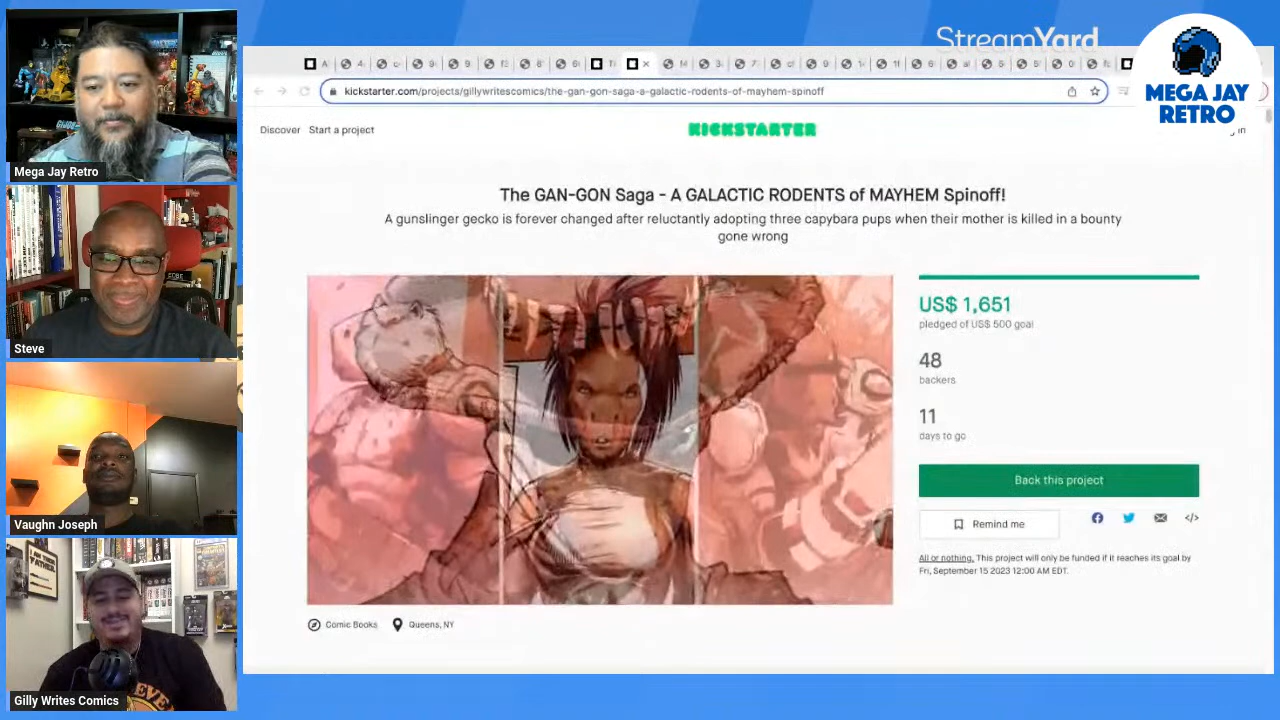 StreamYard
MEGA JAY
RETRO
kickstarter.com/projects/gillywritescomics/the-gan-gon-saga-a-galactic-rodents-of-mayhem-spinoff
Discover Start a project
KICKSTARTER
The GAN-GON Saga - A GALACTIC RODENTS of MAYHEM Spinoff!
A gunslinger gecko is forever changed after reluctantly adopting three capybara pups when their mother is killed in a bounty
gone wrong
US$ 1,651
pledged of US$ 500 goal
48
backers
11
days to go
Back this project
Remind me
All or nothing. This project will only be funded if it reaches its goal by
Fri, September 15 2023 12:00 AM EDT.
Comic Books
Queens, NY
Mega Jay Retro
Steve
Vaughn Joseph
Gilly Writes Comics